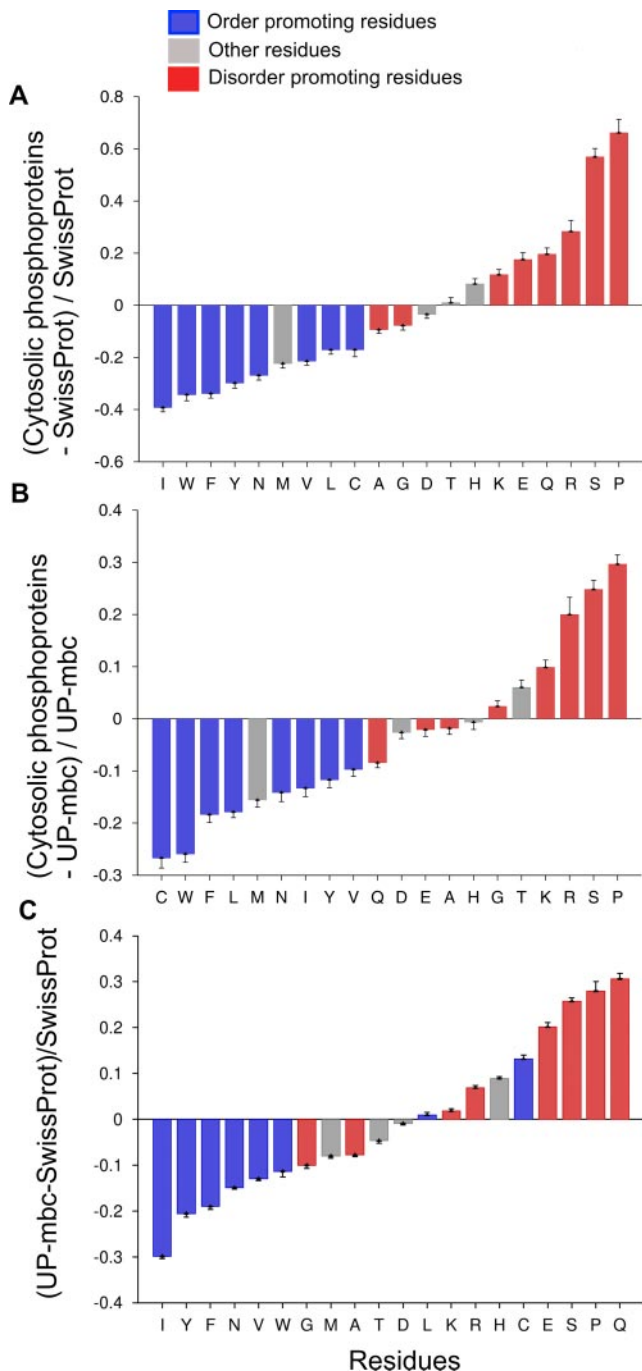 Order promoting residues
Other residues
Disorder promoting residues
A
(Cytosolic phosphoproteins
- SwissProt) / SwissProt
0.8
0.6
0.4
0.2
0
-0.2
-0.4
-0.6
I W F Y N M V L C A G D T H K E Q R S P
B
(Cytosolic phosphoproteins
- UP-mbc) / UP-mbc
0.4
0.3
0.2
0.1
0
-0.1
-0.2
-0.3
C W F L M N I Y V Q D E A H G T K R S P
C
(UP-mbc-SwissProt)/SwissProt
0.4
0.3
0.2
0.1
0
-0.1
-0.2
-0.3
0.4
I Y F N V W G M A T D L K R H C E S P Q
Residues